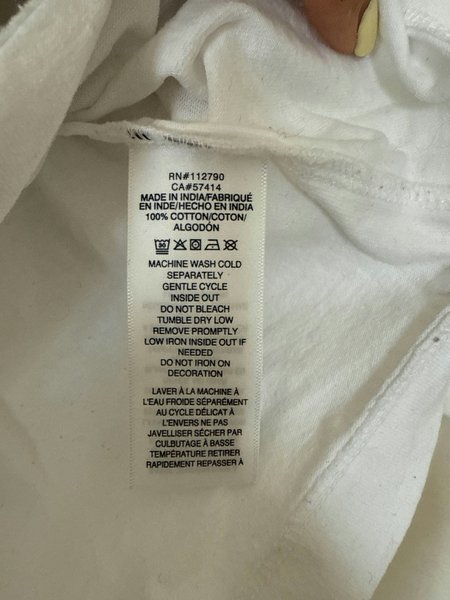 RN#112790
CA#57414
MADE IN INDIA/FABRIQUÉ
EN INDE/HECHO EN INDIA
100% COTTON/COTON/
ALGODÓN
MACHINE WASH COLD
SEPARATELY
GENTLE CYCLE
INSIDE OUT
DO NOT BLEACH
TUMBLE DRY LOW
REMOVE PROMPTLY
LOW IRON INSIDE OUT IF
NEEDED
DO NOT IRON ON
DECORATION
LAVER À LA MACHINE À
L'EAU FROIDE SÉPARÉMENT
AU CYCLE DÉLICAT À
L'ENVERS NE PAS
JAVELLISER SÉCHER PAR
CULBUTAGE À BASSE
TEMPÉRATURE RETIRER
RAPIDEMENT REPASSER À